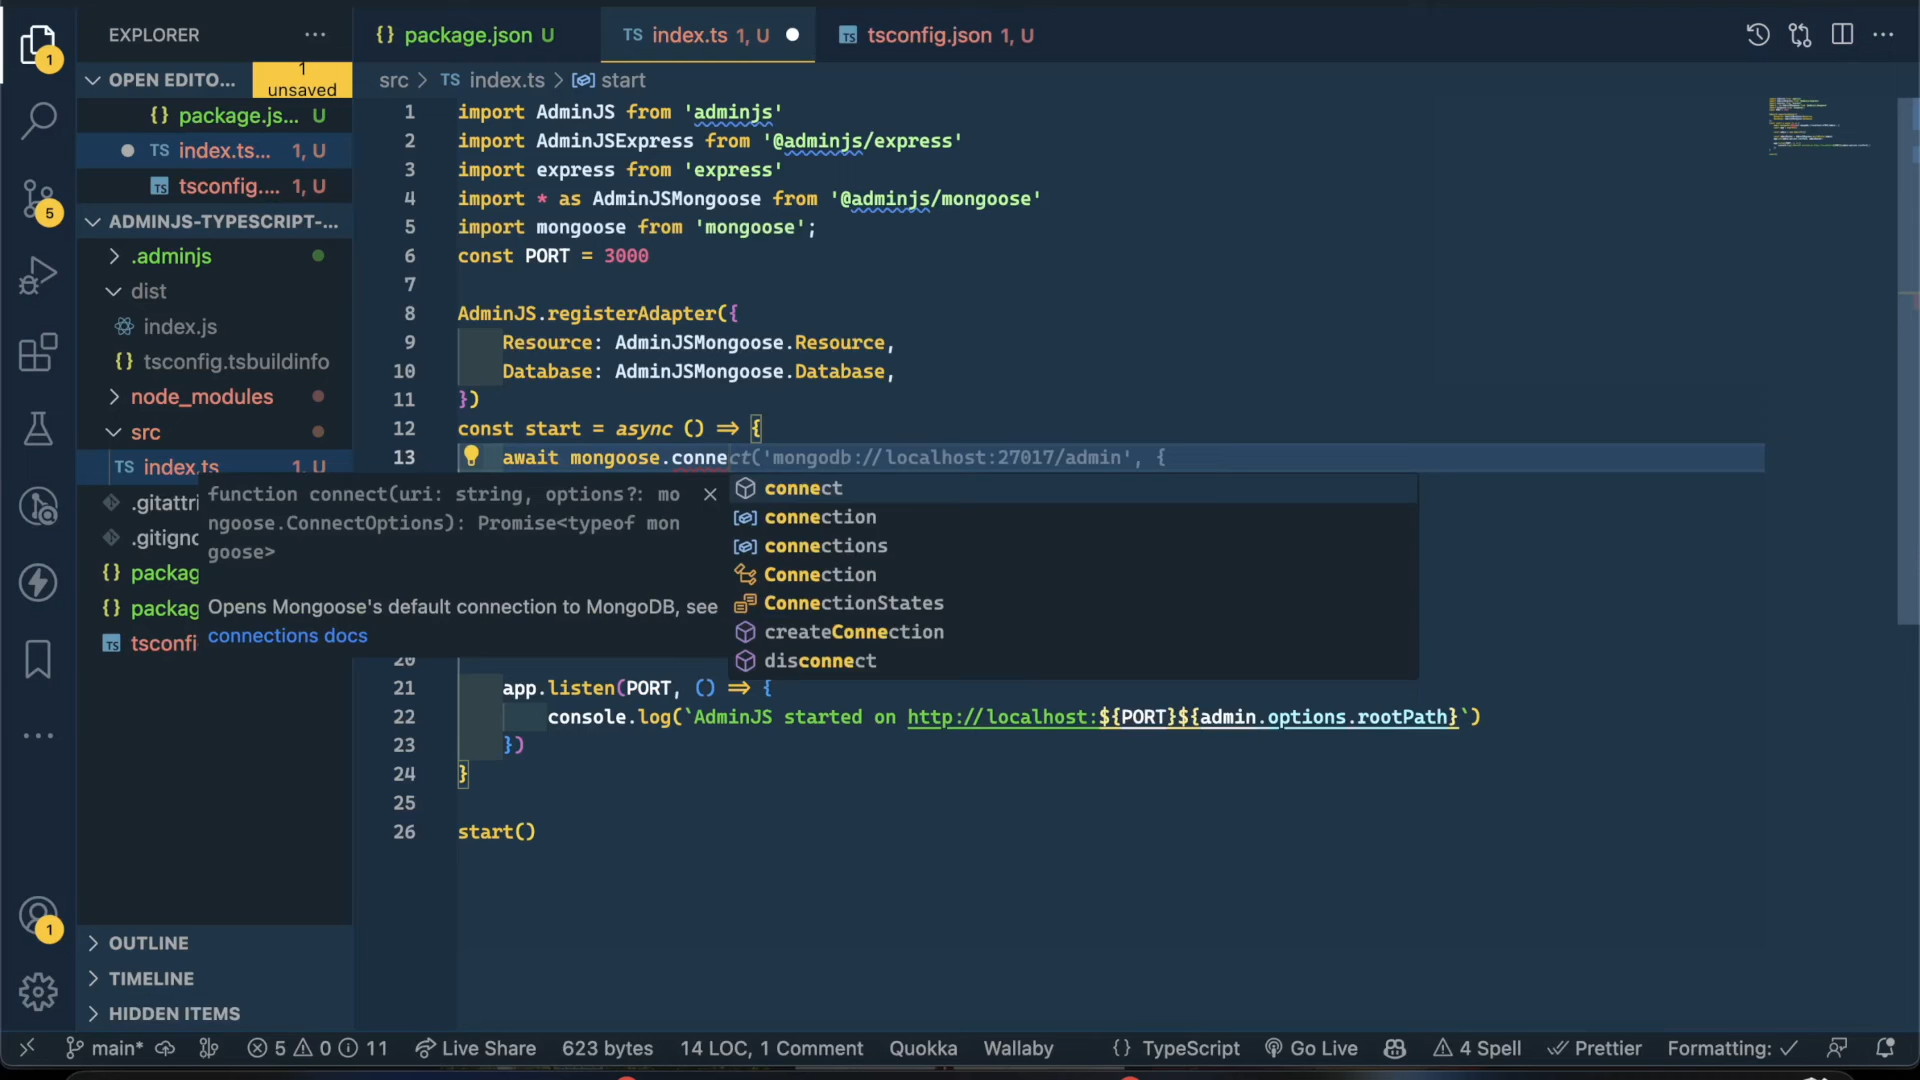 EXPLORER
{} package.json U
TS index.ts 1, U
TS tsconfig.json 1, U
OPEN EDITO... 1 unsaved
{} package.js... U
TS index.ts... 1, U
TS tsconfig.... 1, U
ADMINJS-TYPESCRIPT-...
.adminjs
dist
index.js
{} tsconfig.tsbuildinfo
node_modules
src
TS index.ts 1, U
.gitattri
.gitigno
{} packag
{} packag
TS tsconfi
OUTLINE
TIMELINE
HIDDEN ITEMS
1
5
1
src > TS index.ts > start
1 import AdminJS from 'adminjs'
2 import AdminJSExpress from '@adminjs/express'
3 import express from 'express'
4 import * as AdminJSMongoose from '@adminjs/mongoose'
5 import mongoose from 'mongoose';
6 const PORT = 3000
7
8 AdminJS.registerAdapter({
9 Resource: AdminJSMongoose.Resource,
10 Database: AdminJSMongoose.Database,
11 })
12 const start = async () => {
13 await mongoose.connect('mongodb://localhost:27017/admin', {
function connect(uri: string, options?: mo
ngoose.ConnectOptions): Promise<typeof mon
goose>
Opens Mongoose's default connection to MongoDB, see
connections docs
connect
connection
connections
Connection
ConnectionStates
createConnection
disconnect
20
21 app.listen(PORT, () => {
22 console.log(`AdminJS started on http://localhost:${PORT}${admin.options.rootPath}`)
23 })
24 }
25
26 start()
main* 5 0 11 Live Share 623 bytes 14 LOC, 1 Comment Quokka Wallaby {} TypeScript Go Live 4 Spell Prettier Formatting: ✓